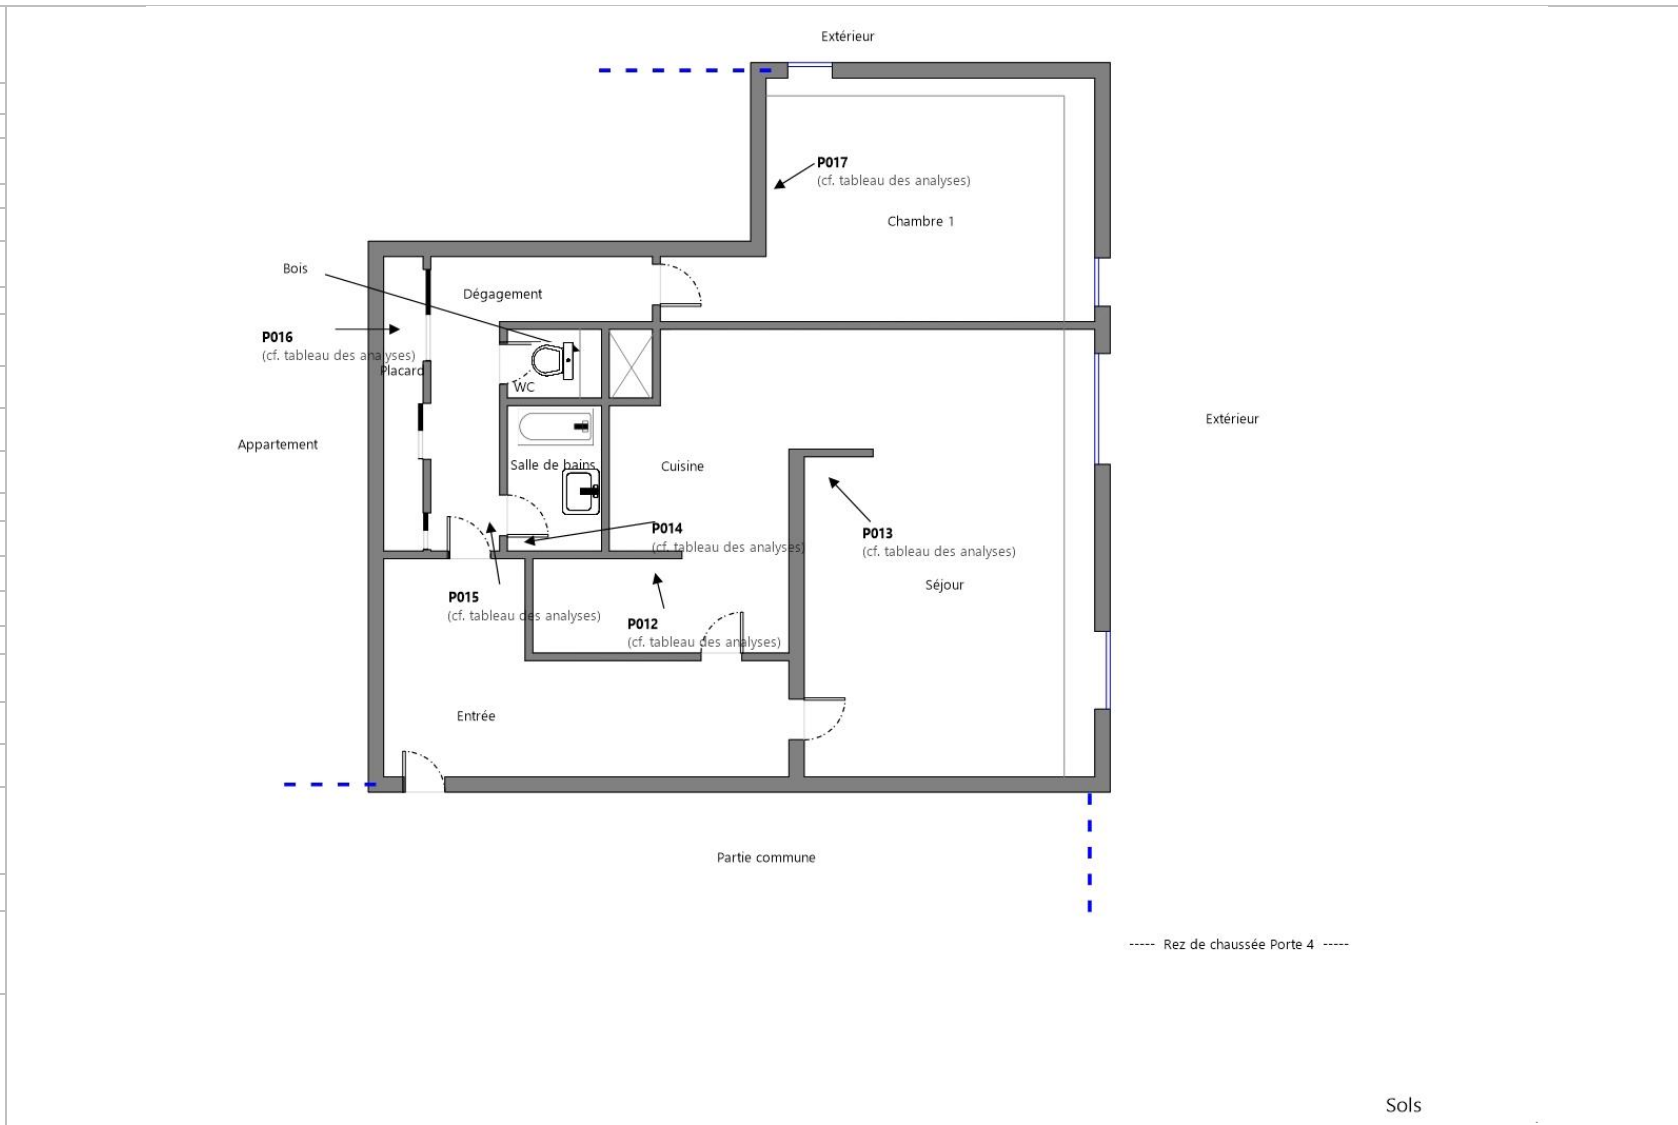 Extérieur
P017
(cf. tableau des analyses)
Chambre 1
Bois
Dégagement
P016
(cf. tableau des analyses)
Placard
WC
Extérieur
Appartement
Salle de bains
Cuisine
P014
(cf. tableau des analyses)
P013
(cf. tableau des analyses)
Séjour
P015
(cf. tableau des analyses)
P012
(cf. tableau des analyses)
Entrée
Partie commune
----- Rez de chaussée Porte 4 -----
Sols